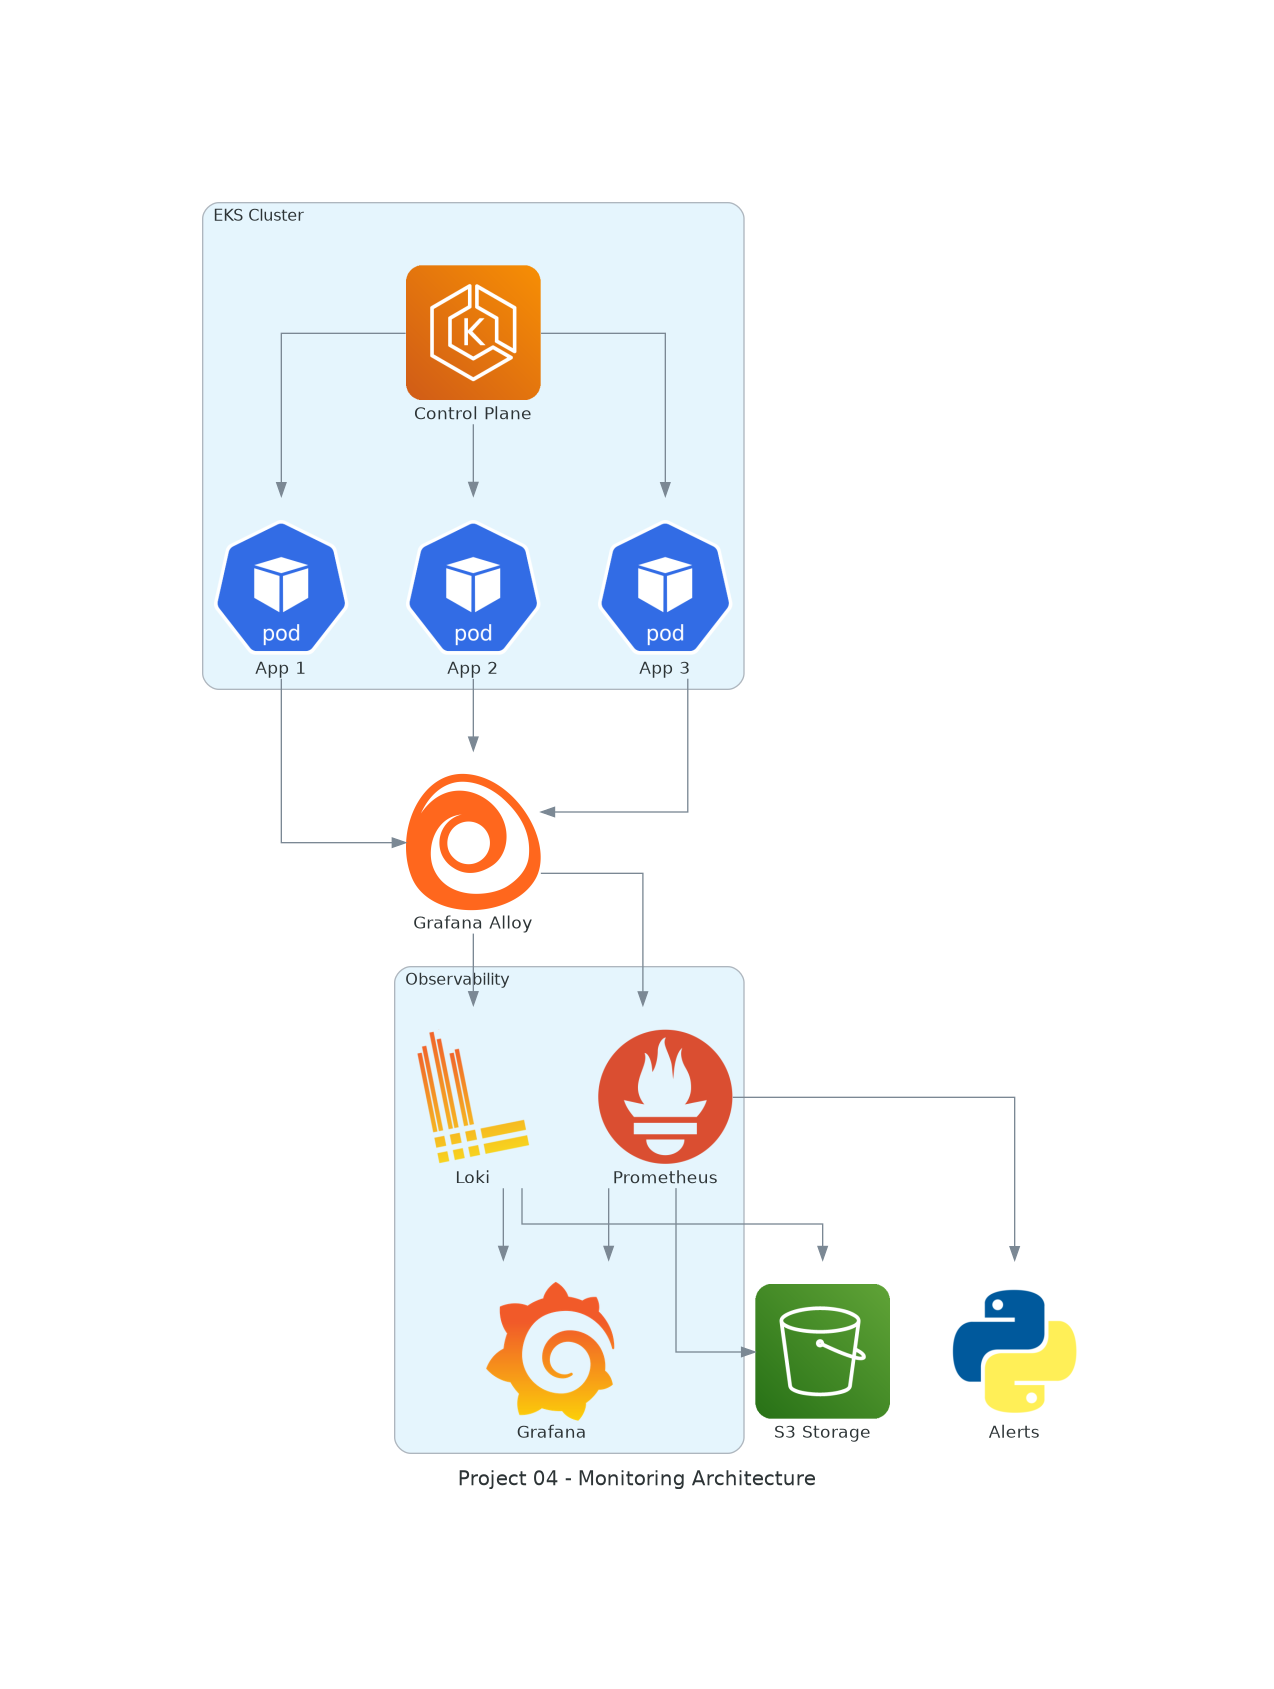 EKS Cluster
K
Control Plane
pod
pod
pod
App 1
App 2
App 3
Grafana Alloy
Observability
Loki
Prometheus
Grafana
S3 Storage
Alerts
Project 04 - Monitoring Architecture